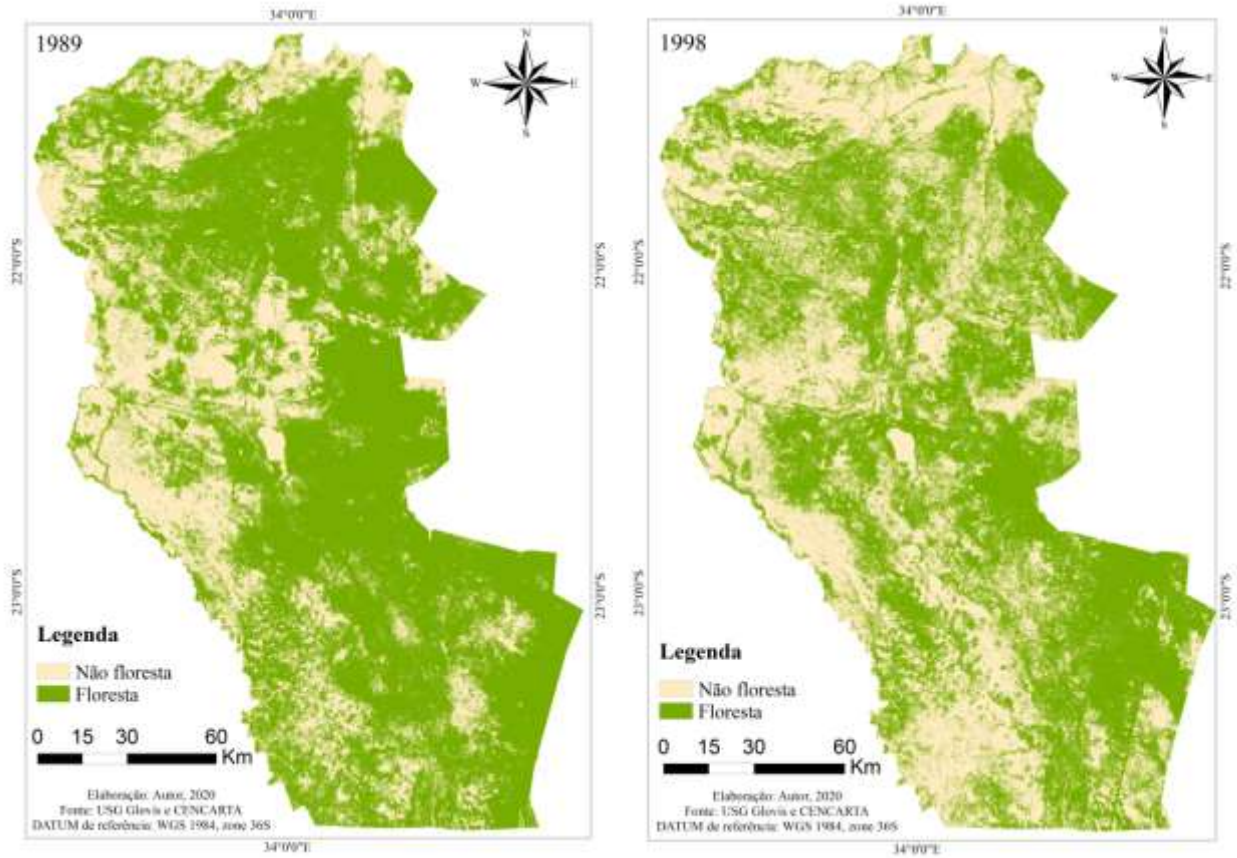 34°0'0"E
1989
N
W
E
S
22°0'0"S
22°0'0"S
23°0'0"S
23°0'0"S
Legenda
Não floresta
Floresta
0 15 30 60
Km
Elaboração: Autor, 2020
Fonte: USG Glovis e CENCARTA
DATUM de referência: WGS 1984, zone 36S
34°0'0"E
34°0'0"E
1998
N
W
E
S
22°0'0"S
22°0'0"S
23°0'0"S
23°0'0"S
Legenda
Não floresta
Floresta
0 15 30 60
Km
Elaboração: Autor, 2020
Fonte: USG Glovis e CENCARTA
DATUM de referência: WGS 1984, zone 36S
34°0'0"E